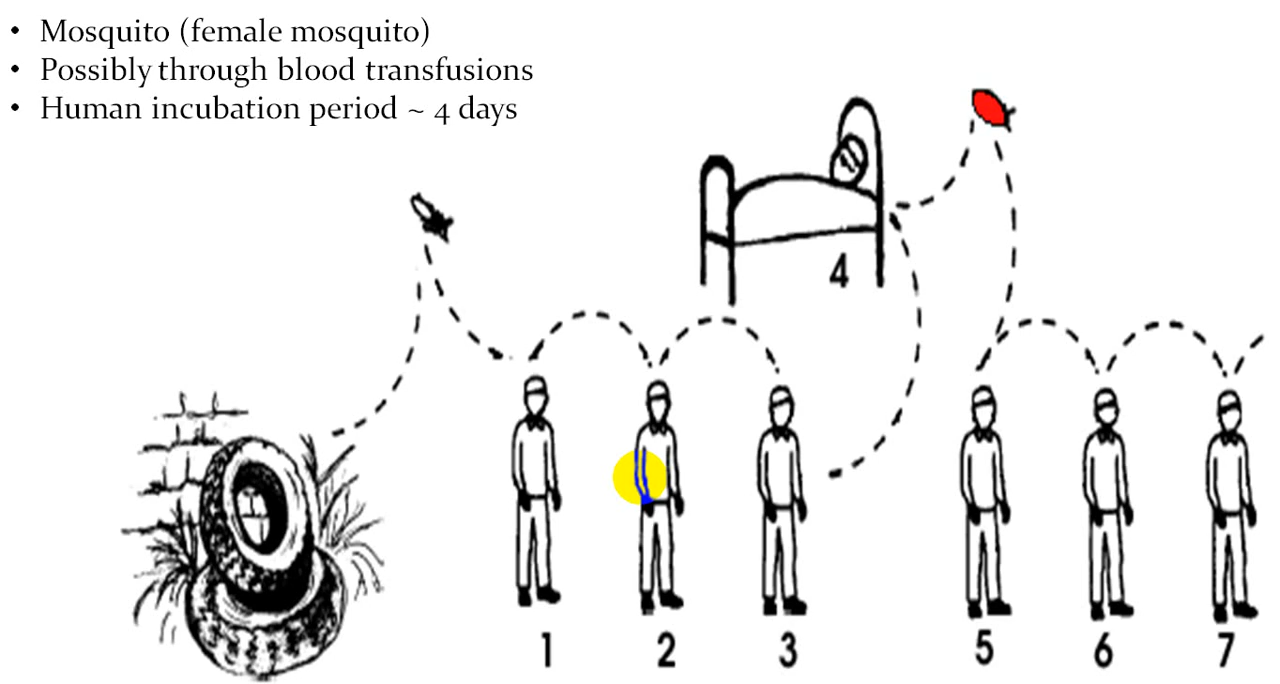 • Mosquito (female mosquito)
• Possibly through blood transfusions
• Human incubation period ~ 4 days
4
1 2 3 5 6 7